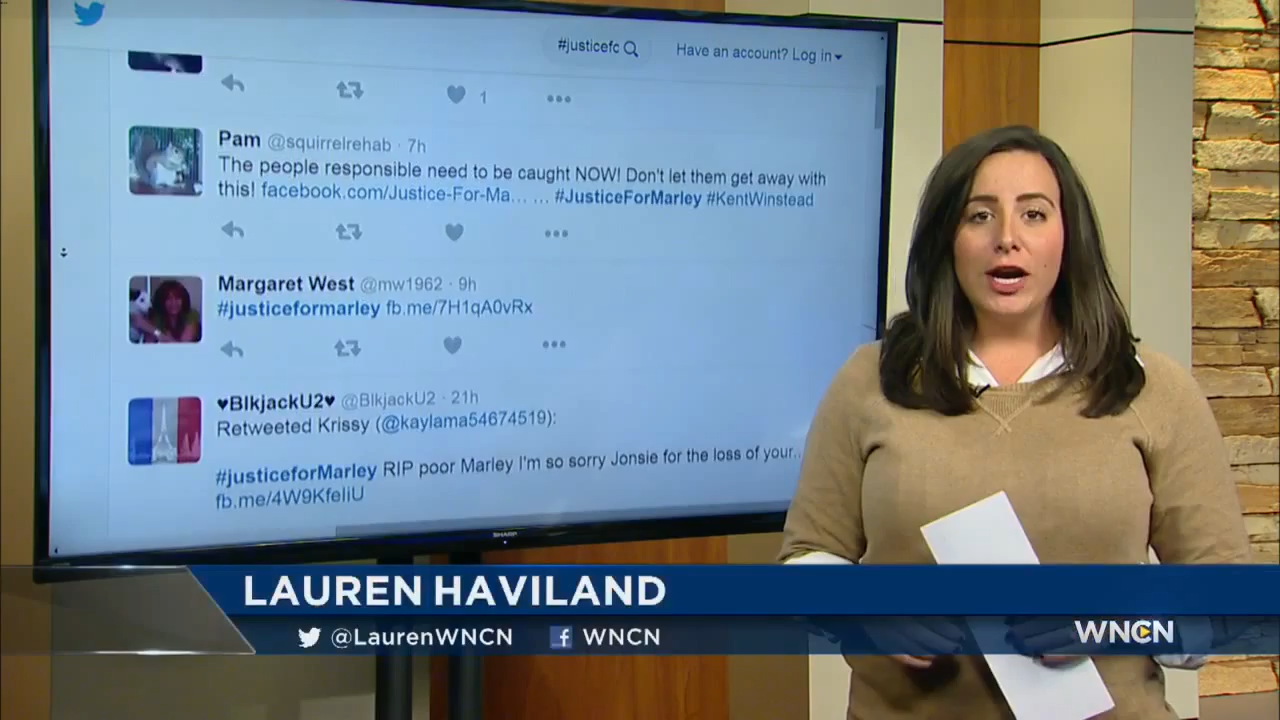 #justicefc
Have an account? Log in
1
Pam @squirrelrehab · 7h
The people responsible need to be caught NOW! Don't let them get away with
this! facebook.com/Justice-For-Ma... ... #JusticeForMarley #KentWinstead
Margaret West @mw1962 · 9h
#justiceformarley fb.me/7H1qA0vRx
♥BlkjackU2♥ @BlkjackU2 · 21h
Retweeted Krissy (@kaylama54674519):
#justiceforMarley RIP poor Marley I'm so sorry Jonsie for the loss of your..
fb.me/4W9KfeIiU
SHARP
LAUREN HAVILAND
@LaurenWNCN
WNCN
WNCN